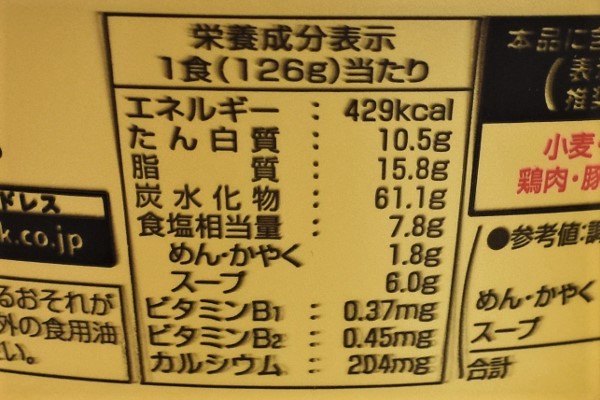 栄養成分表示
1食(126g)当たり
エネルギー : 429kcal
たん白質 : 10.5g
脂質 : 15.8g
炭水化物 : 61.1g
食塩相当量 : 7.8g
めん・かやく 1.8g
スープ 6.0g
ビタミンB1 : 0.37mg
ビタミンB2 : 0.45mg
カルシウム : 204mg
ドレス
k.co.jp
るおそれが
外の食用油
い。
本品に
小麦・
鶏肉・豚
●参考値:調
めん・かやく
スープ
合計